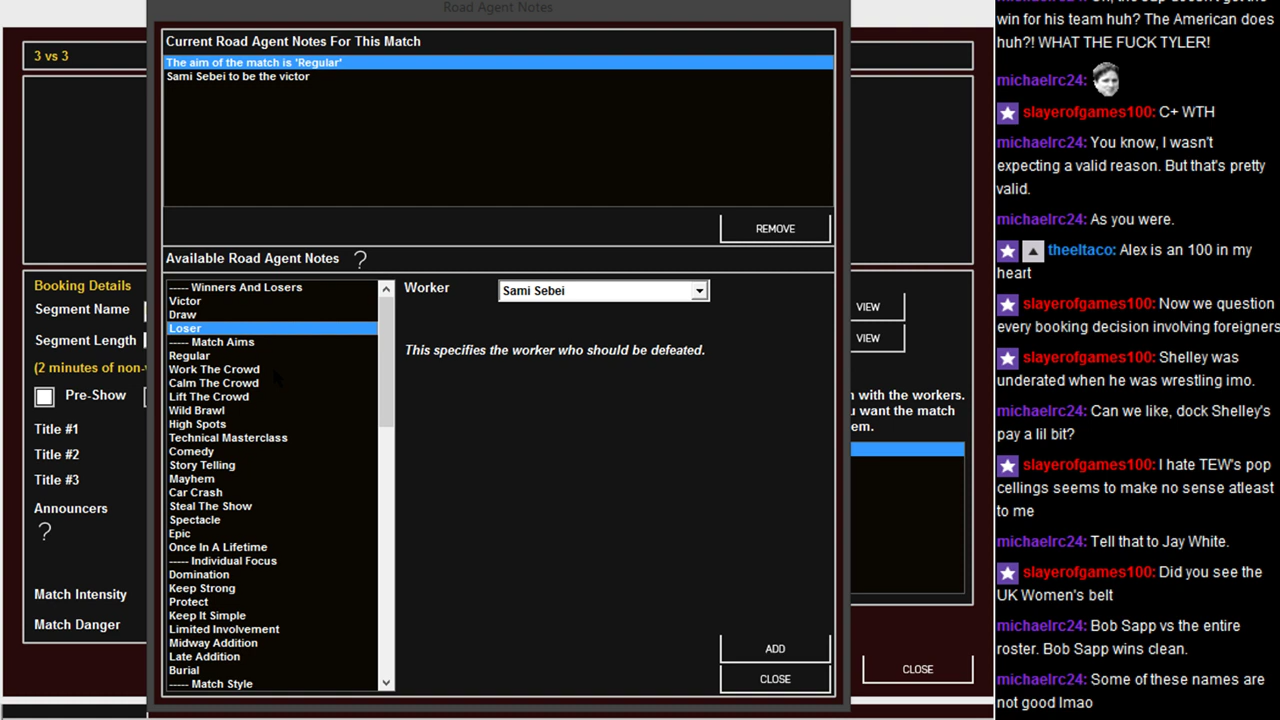 Road Agent Notes
Current Road Agent Notes For This Match
The aim of the match is 'Regular'
Sami Sebei to be the victor
REMOVE
Available Road Agent Notes ?
----- Winners And Losers
Victor
Draw
Loser
----- Match Aims
Regular
Work The Crowd
Calm The Crowd
Lift The Crowd
Wild Brawl
High Spots
Technical Masterclass
Comedy
Story Telling
Mayhem
Car Crash
Steal The Show
Spectacle
Epic
Once In A Lifetime
----- Individual Focus
Domination
Keep Strong
Protect
Keep It Simple
Limited Involvement
Midway Addition
Late Addition
Burial
----- Match Style
Worker
Sami Sebei
This specifies the worker who should be defeated.
ADD
CLOSE
3 vs 3
Booking Details
Segment Name
Segment Length
(2 minutes of non-
Pre-Show
Title #1
Title #2
Title #3
Announcers
?
Match Intensity
Match Danger
VIEW
VIEW
with the workers.
want the match
em.
CLOSE
win for his team huh? The American does
huh?! WHAT THE FUCK TYLER!
michaelrc24:
slayerofgames100: C+ WTH
michaelrc24: You know, I wasn't
expecting a valid reason. But that's pretty
valid.
michaelrc24: As you were.
theeltaco: Alex is an 100 in my
heart
slayerofgames100: Now we question
every booking decision involving foreigners
slayerofgames100: Shelley was
underated when he was wrestling imo.
michaelrc24: Can we like, dock Shelley's
pay a lil bit?
slayerofgames100: I hate TEW's pop
cellings seems to make no sense atleast
to me
michaelrc24: Tell that to Jay White.
slayerofgames100: Did you see the
UK Women's belt
michaelrc24: Bob Sapp vs the entire
roster. Bob Sapp wins clean.
michaelrc24: Some of these names are
not good lmao